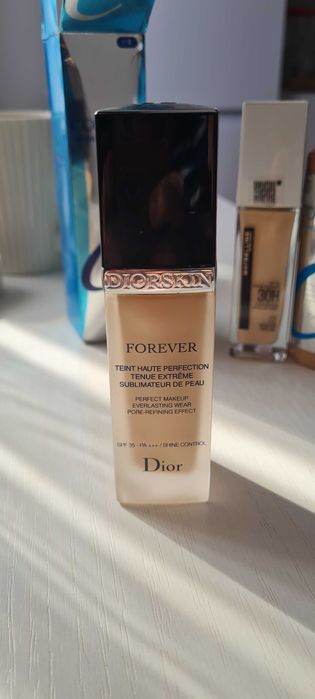 DIORSKIN
FOREVER
TEINT HAUTE PERFECTION
TENUE EXTRÊME
SUBLIMATEUR DE PEAU
PERFECT MAKEUP
EVERLASTING WEAR
PORE-REFINING EFFECT
SPF 35 - PA +++ / SHINE CONTROL
Dior
30H